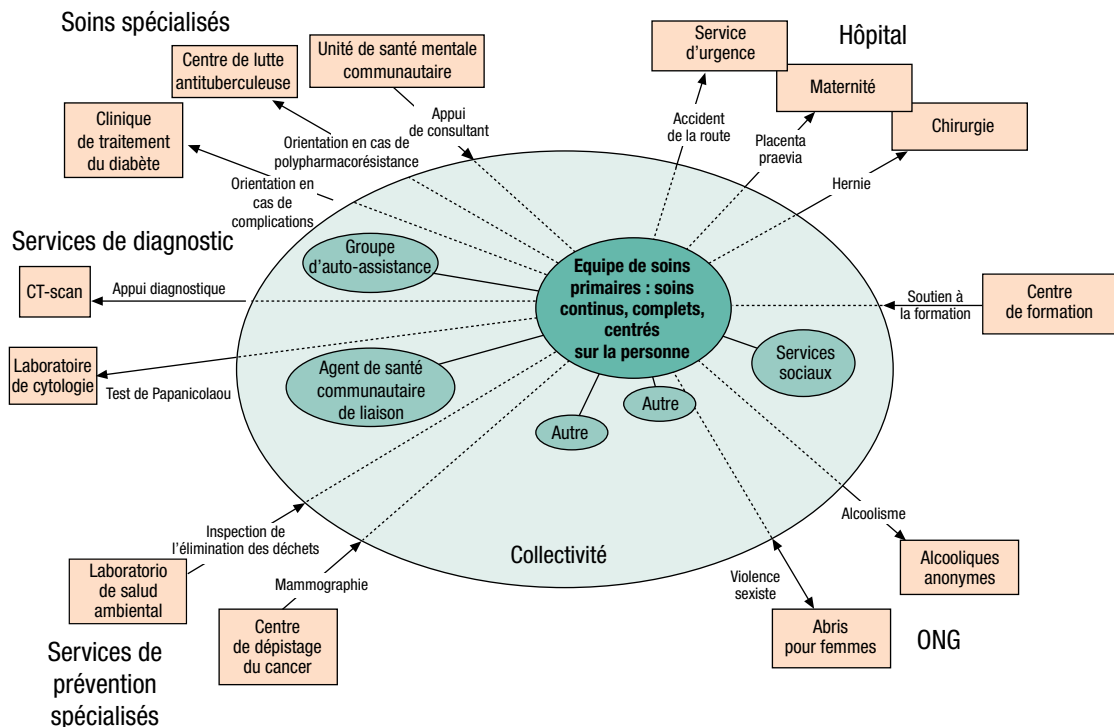 Soins spécialisés
Centre de lutte
antituberculeuse
Unité de santé mentale
communautaire
Clinique
de traitement
du diabète
Appui
de consultant
Orientation en cas de
polypharmacorésistance
Orientation en
cas de
complications
Service
d'urgence
Hôpital
Maternité
Chirurgie
Accident
de la route
Placenta
praevia
Hernie
Services de diagnostic
CT-scan
Appui diagnostique
Laboratoire
de cytologie
Test de Papanicolaou
Groupe
d'auto-assistance
Equipe de soins
primaires : soins
continus, complets,
centrés
sur la personne
Agent de santé
communautaire
de liaison
Autre
Autre
Services
sociaux
Soutien à
la formation
Centre
de formation
Collectivité
Inspection de
l'élimination des déchets
Laboratorio
de salud
ambiental
Mammographie
Centre
de dépistage
du cancer
Services de
prévention
spécialisés
Alcoolisme
Alcooliques
anonymes
Violence
sexiste
Abris
pour femmes
ONG